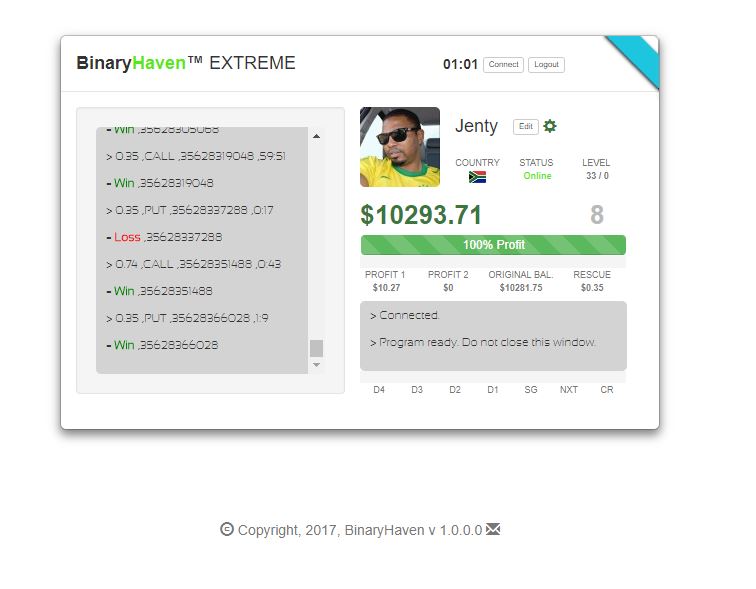 BinaryHaven™ EXTREME
01:01 Connect Logout
- Win ,35628305068
> 0.35 ,CALL ,35628319048 ,59:51
- Win ,35628319048
> 0.35 ,PUT ,35628337288 ,0:17
- Loss ,35628337288
> 0.74 ,CALL ,35628351488 ,0:43
- Win ,35628351488
> 0.35 ,PUT ,35628366028 ,1:9
- Win ,35628366028
Jenty Edit
COUNTRY STATUS LEVEL
Online 33 / 0
$10293.71 8
100% Profit
PROFIT 1 PROFIT 2 ORIGINAL BAL. RESCUE
$10.27 $0 $10281.75 $0.35
> Connected.
> Program ready. Do not close this window.
D4 D3 D2 D1 SG NXT CR
© Copyright, 2017, BinaryHaven v 1.0.0.0